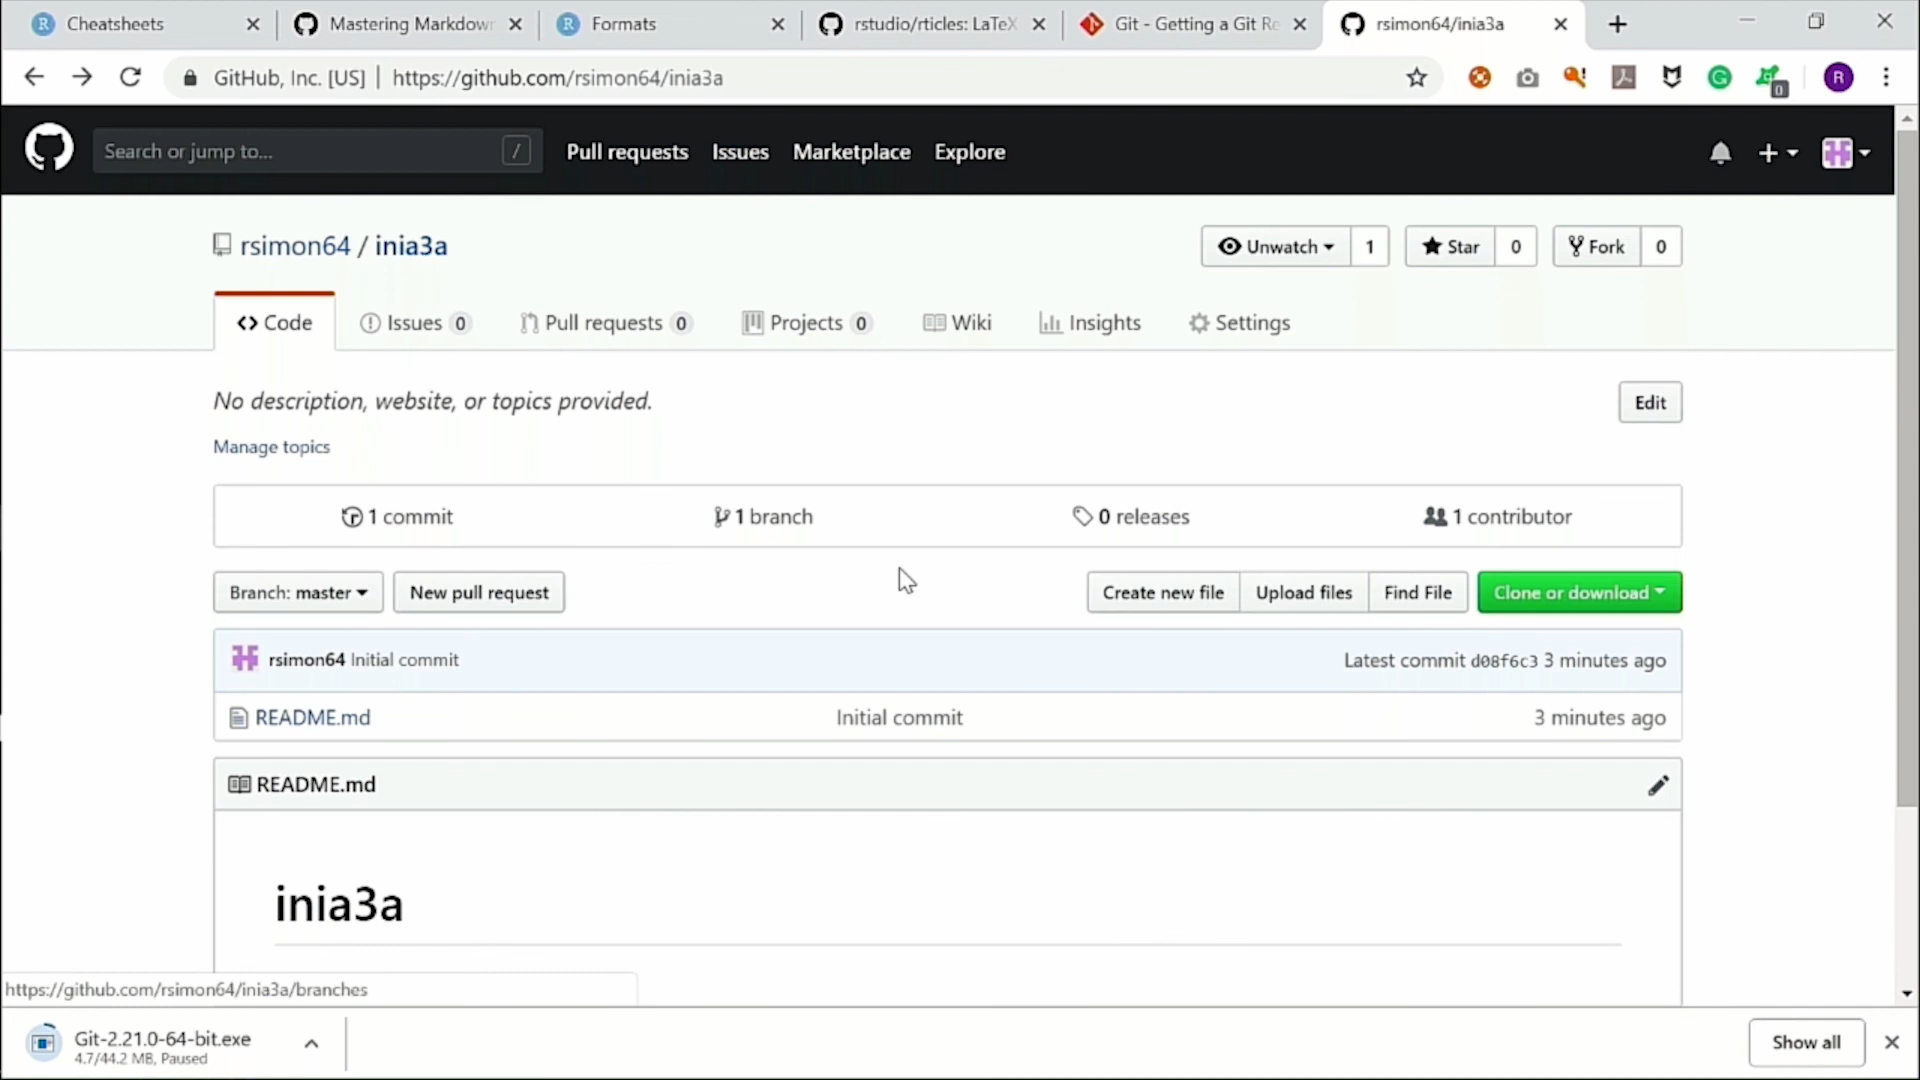 Cheatsheets
Mastering Markdown
Formats
rstudio/rticles: LaTeX
Git - Getting a Git Re
rsimon64/inia3a
GitHub, Inc. [US] | https://github.com/rsimon64/inia3a
0
R
Search or jump to... /
Pull requests Issues Marketplace Explore
rsimon64 / inia3a
Unwatch 1
Star 0
Fork 0
Code
Issues 0
Pull requests 0
Projects 0
Wiki
Insights
Settings
No description, website, or topics provided.
Edit
Manage topics
1 commit
1 branch
0 releases
1 contributor
Branch: master
New pull request
Create new file
Upload files
Find File
Clone or download
rsimon64 Initial commit
Latest commit d08f6c3 3 minutes ago
README.md
Initial commit
3 minutes ago
README.md
inia3a
https://github.com/rsimon64/inia3a/branches
Git-2.21.0-64-bit.exe
4.7/44.2 MB, Paused
Show all